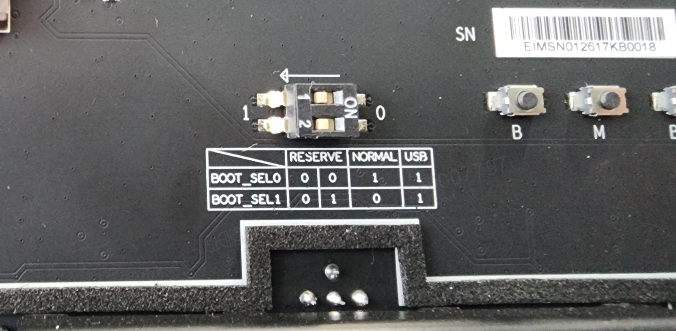 SN
EIMSN012617KB0018
1
1
2
ON
0
B
M
RESERVE NORMAL USB
BOOT_SEL0 0 0 1 1
BOOT_SEL1 0 1 0 1